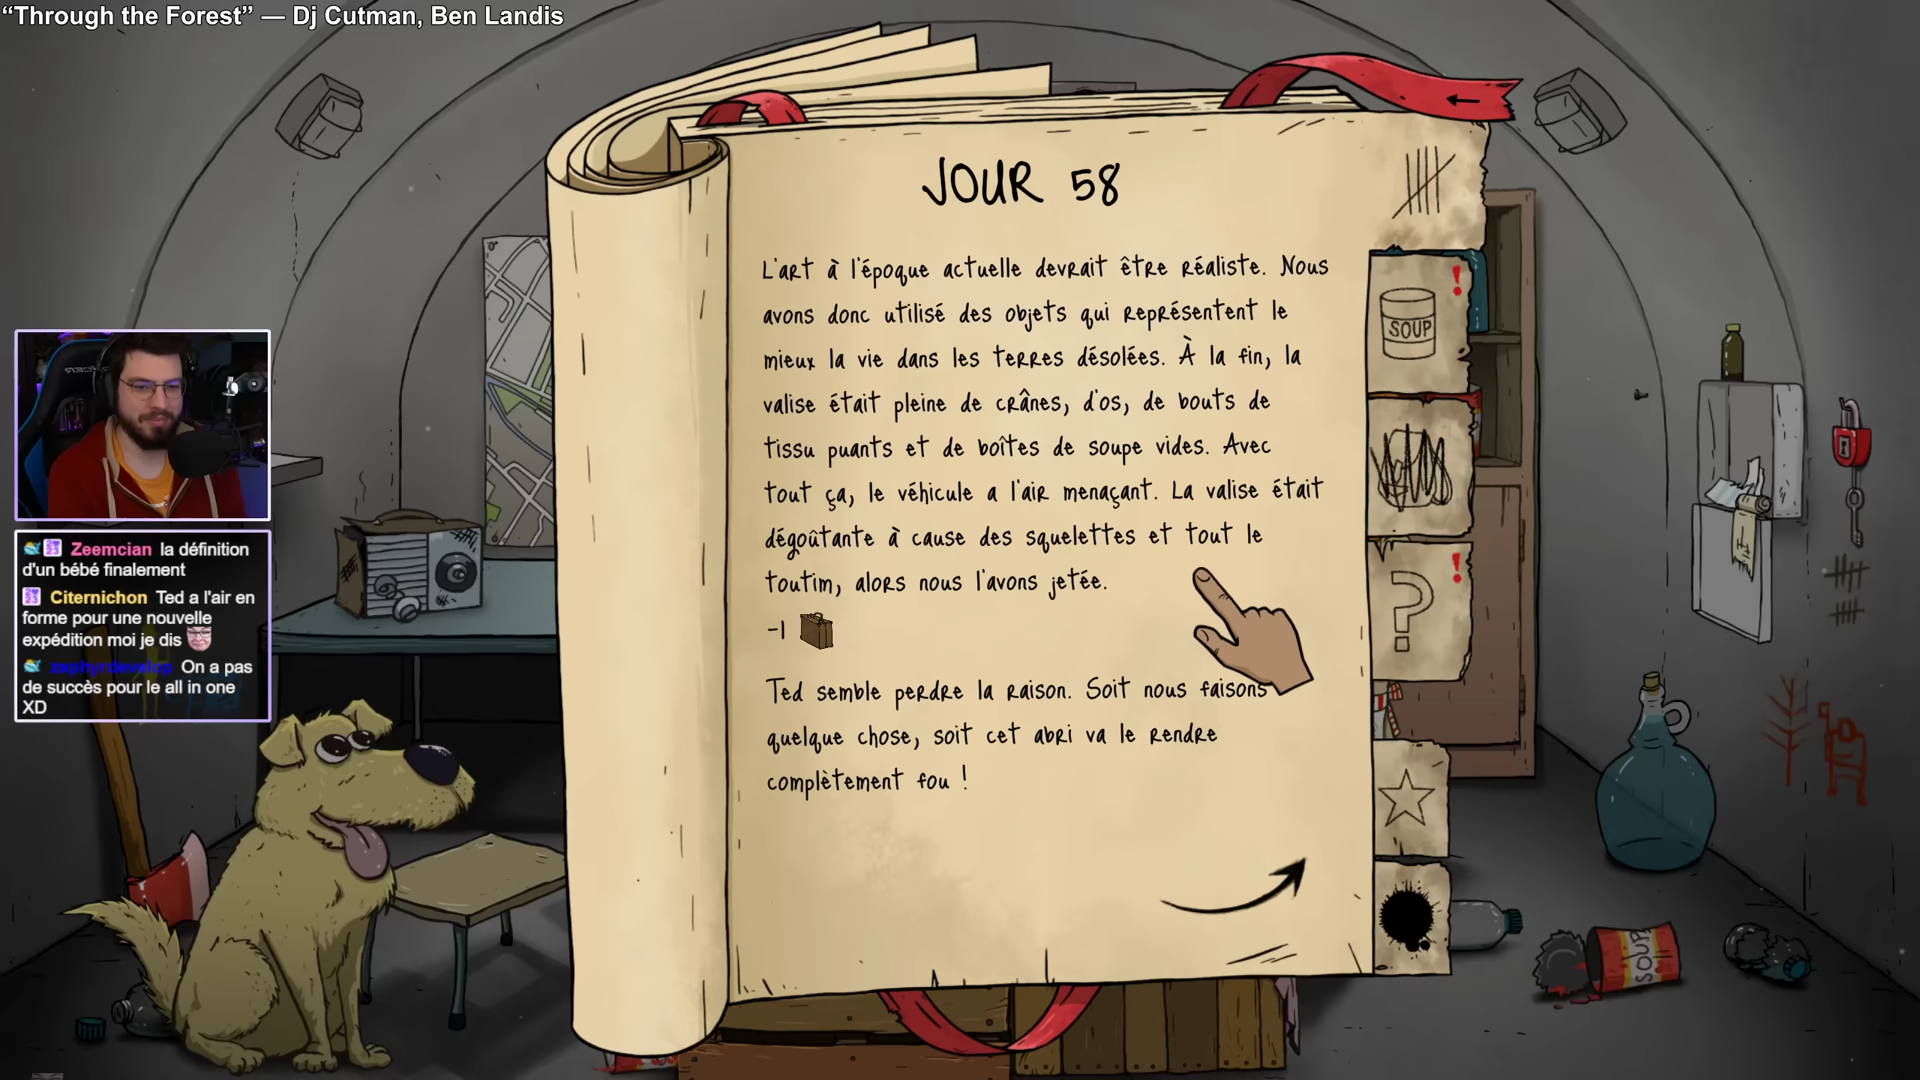 “Through the Forest” — Dj Cutman, Ben Landis
JOUR 58
L'art à l'époque actuelle devrait être réaliste. Nous
avons donc utilisé des objets qui représentent le
mieux la vie dans les terres désolées. À la fin, la
valise était pleine de crânes, d'os, de bouts de
tissu puants et de boîtes de soupe vides. Avec
tout ça, le véhicule a l'air menaçant. La valise était
dégoûtante à cause des squelettes et tout le
toutim, alors nous l'avons jetée.
-1
Ted semble perdre la raison. Soit nous faisons
quelque chose, soit cet abri va le rendre
complètement fou !
!
SOUP
!
?
Zeemcian la définition
d'un bébé finalement
Citernichon Ted a l'air en
forme pour une nouvelle
expédition moi je dis
zephyrdevelop On a pas
de succès pour le all in one
XD
SOUP